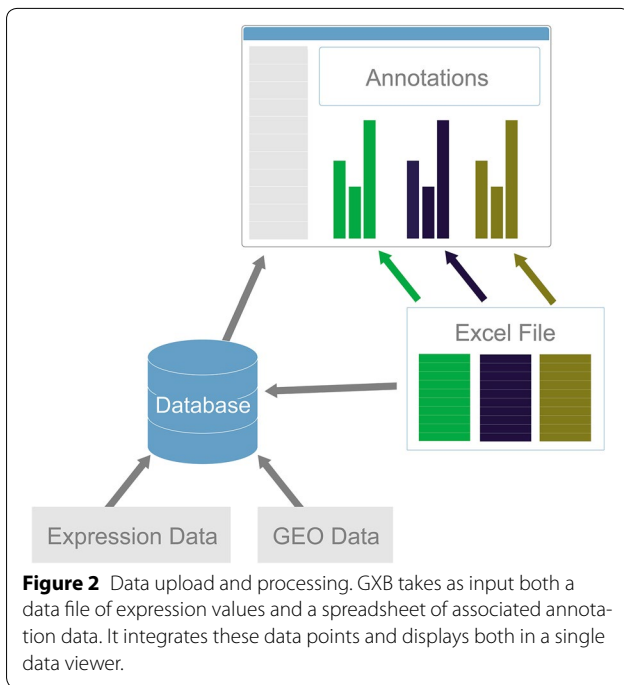 Annotations
Excel File
Database
Expression Data
GEO Data
Figure 2 Data upload and processing. GXB takes as input both a
data file of expression values and a spreadsheet of associated annota-
tion data. It integrates these data points and displays both in a single
data viewer.